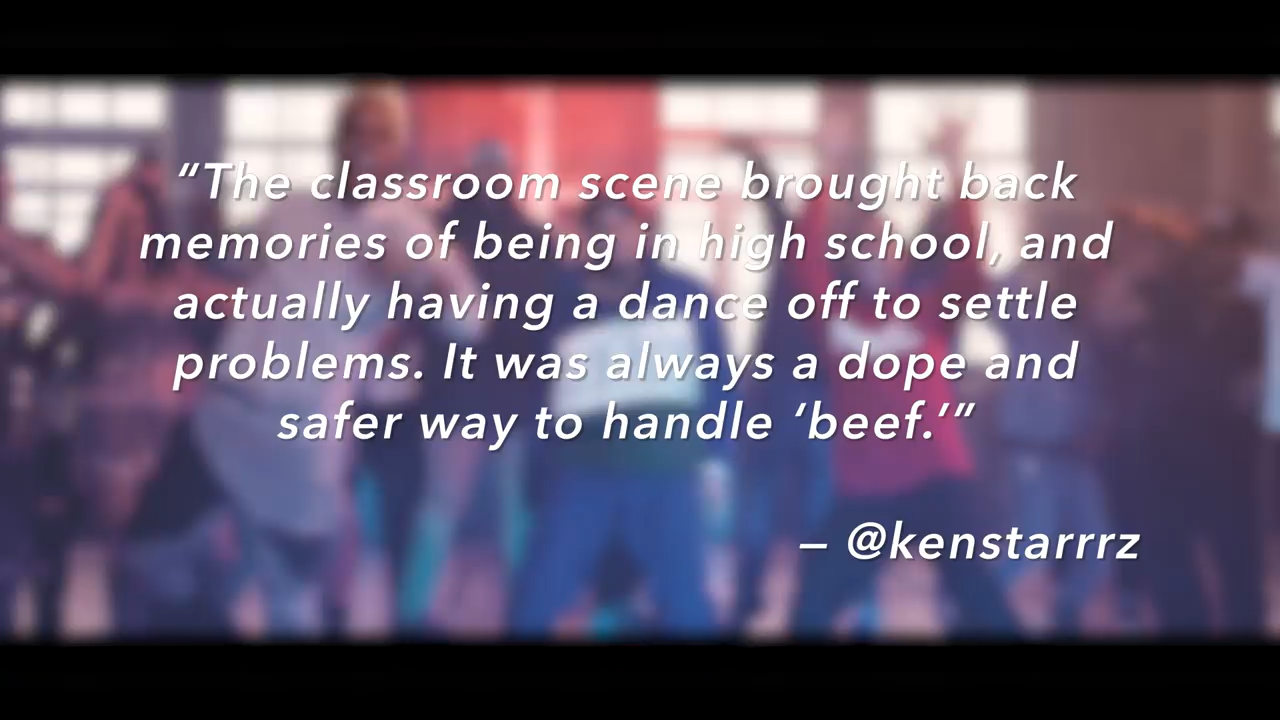 “The classroom scene brought back
memories of being in high school, and
actually having a dance off to settle
problems. It was always a dope and
safer way to handle ‘beef.’”
– @kenstarrrz